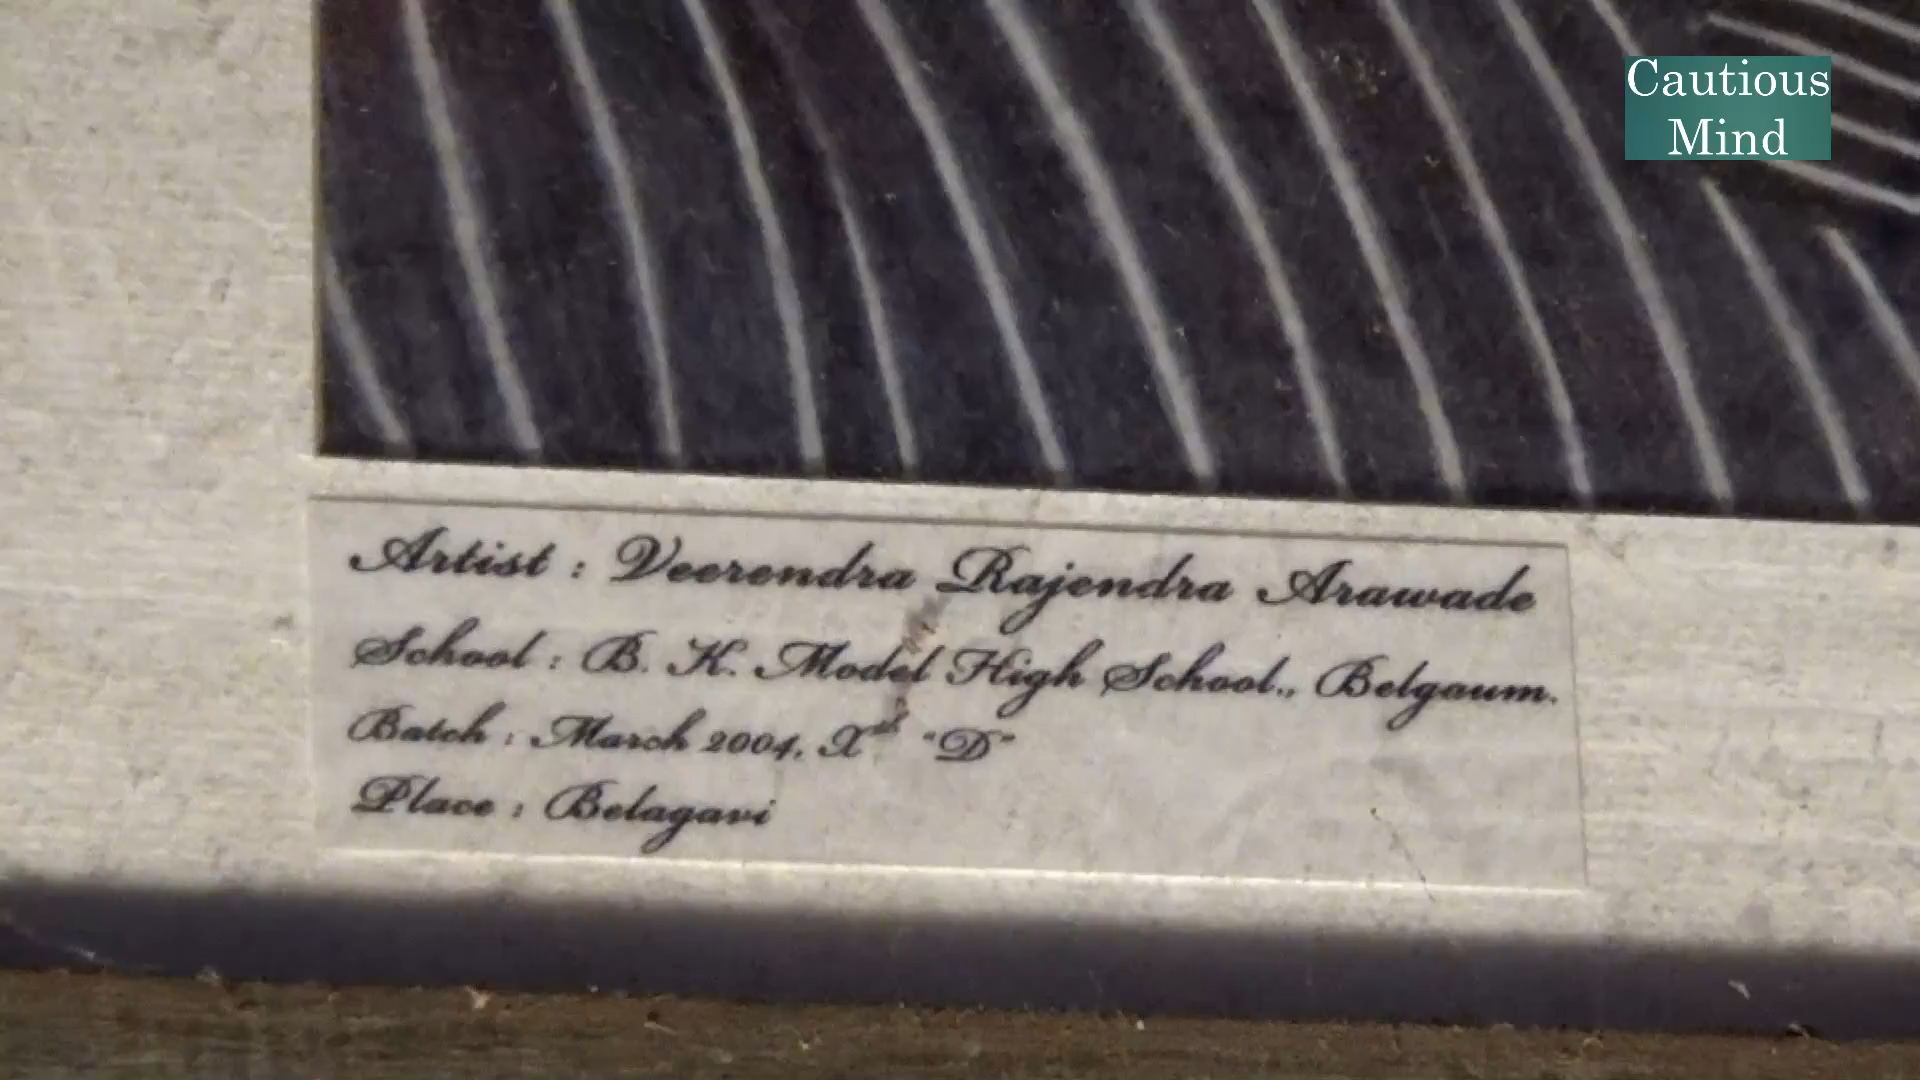 Cautious
Mind
Artist : Veerendra Rajendra Arawade
School : B. K. Model High School., Belgaum.
Batch : March 2004, Xth "D"
Place : Belagavi